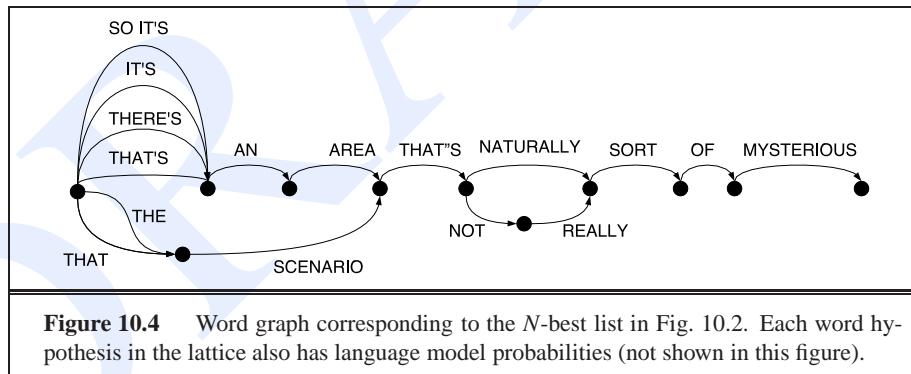 SO IT'S
IT'S
THERE'S
THAT'S
AN
AREA
THAT"S
NATURALLY
SORT
OF
MYSTERIOUS
THE
NOT
REALLY
THAT
SCENARIO
Figure 10.4 Word graph corresponding to the N-best list in Fig. 10.2. Each word hy-
pothesis in the lattice also has language model probabilities (not shown in this figure).